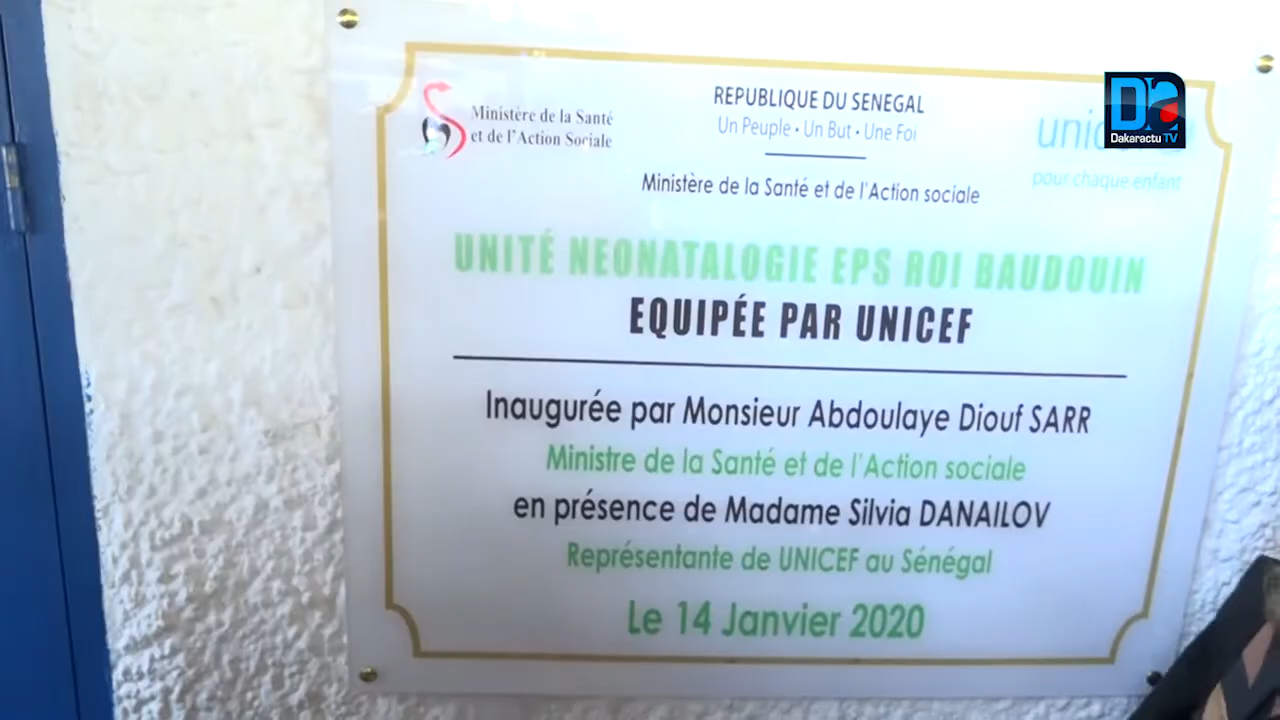 Ministère de la Santé
et de l'Action Sociale
REPUBLIQUE DU SENEGAL
Un Peuple • Un But • Une Foi
Ministère de la Santé et de l'Action sociale
pour chaque enfant
Dakaractu TV
UNITÉ NEONATALOGIE EPS ROI BAUDOUIN
EQUIPÉE PAR UNICEF
Inaugurée par Monsieur Abdoulaye Diouf SARR
Ministre de la Santé et de l'Action sociale
en présence de Madame Silvia DANAILOV
Représentante de UNICEF au Sénégal
Le 14 Janvier 2020